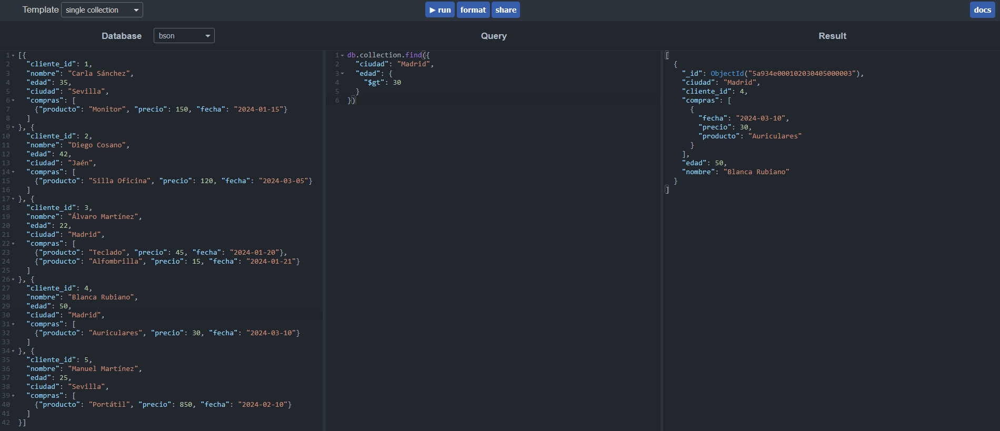 Template single collection ▶ run format share docs
Database bson Query Result
1 [{
2   "cliente_id": 1,
3   "nombre": "Carla Sánchez",
4   "edad": 35,
5   "ciudad": "Sevilla",
6   "compras": [
7     {"producto": "Monitor", "precio": 150, "fecha": "2024-01-15"}
8   ]
9 }, {
10   "cliente_id": 2,
11   "nombre": "Diego Cosano",
12   "edad": 42,
13   "ciudad": "Jaén",
14   "compras": [
15     {"producto": "Silla Oficina", "precio": 120, "fecha": "2024-03-05"}
16   ]
17 }, {
18   "cliente_id": 3,
19   "nombre": "Álvaro Martínez",
20   "edad": 22,
21   "ciudad": "Madrid",
22   "compras": [
23     {"producto": "Teclado", "precio": 45, "fecha": "2024-01-20"},
24     {"producto": "Alfombrilla", "precio": 15, "fecha": "2024-01-21"}
25   ]
26 }, {
27   "cliente_id": 4,
28   "nombre": "Blanca Rubiano",
29   "edad": 50,
30   "ciudad": "Madrid",
31   "compras": [
32     {"producto": "Auriculares", "precio": 30, "fecha": "2024-03-10"}
33   ]
34 }, {
35   "cliente_id": 5,
36   "nombre": "Manuel Martínez",
37   "edad": 25,
38   "ciudad": "Sevilla",
39   "compras": [
40     {"producto": "Portátil", "precio": 850, "fecha": "2024-02-10"}
41   ]
42 }]
1 db.collection.find({
2   "ciudad": "Madrid",
3   "edad": {
4     "$gt": 30
5   }
6 })
[
  {
    "_id": ObjectId("5a934e000102030405000003"),
    "ciudad": "Madrid",
    "cliente_id": 4,
    "compras": [
      {
        "fecha": "2024-03-10",
        "precio": 30,
        "producto": "Auriculares"
      }
    ],
    "edad": 50,
    "nombre": "Blanca Rubiano"
  }
]